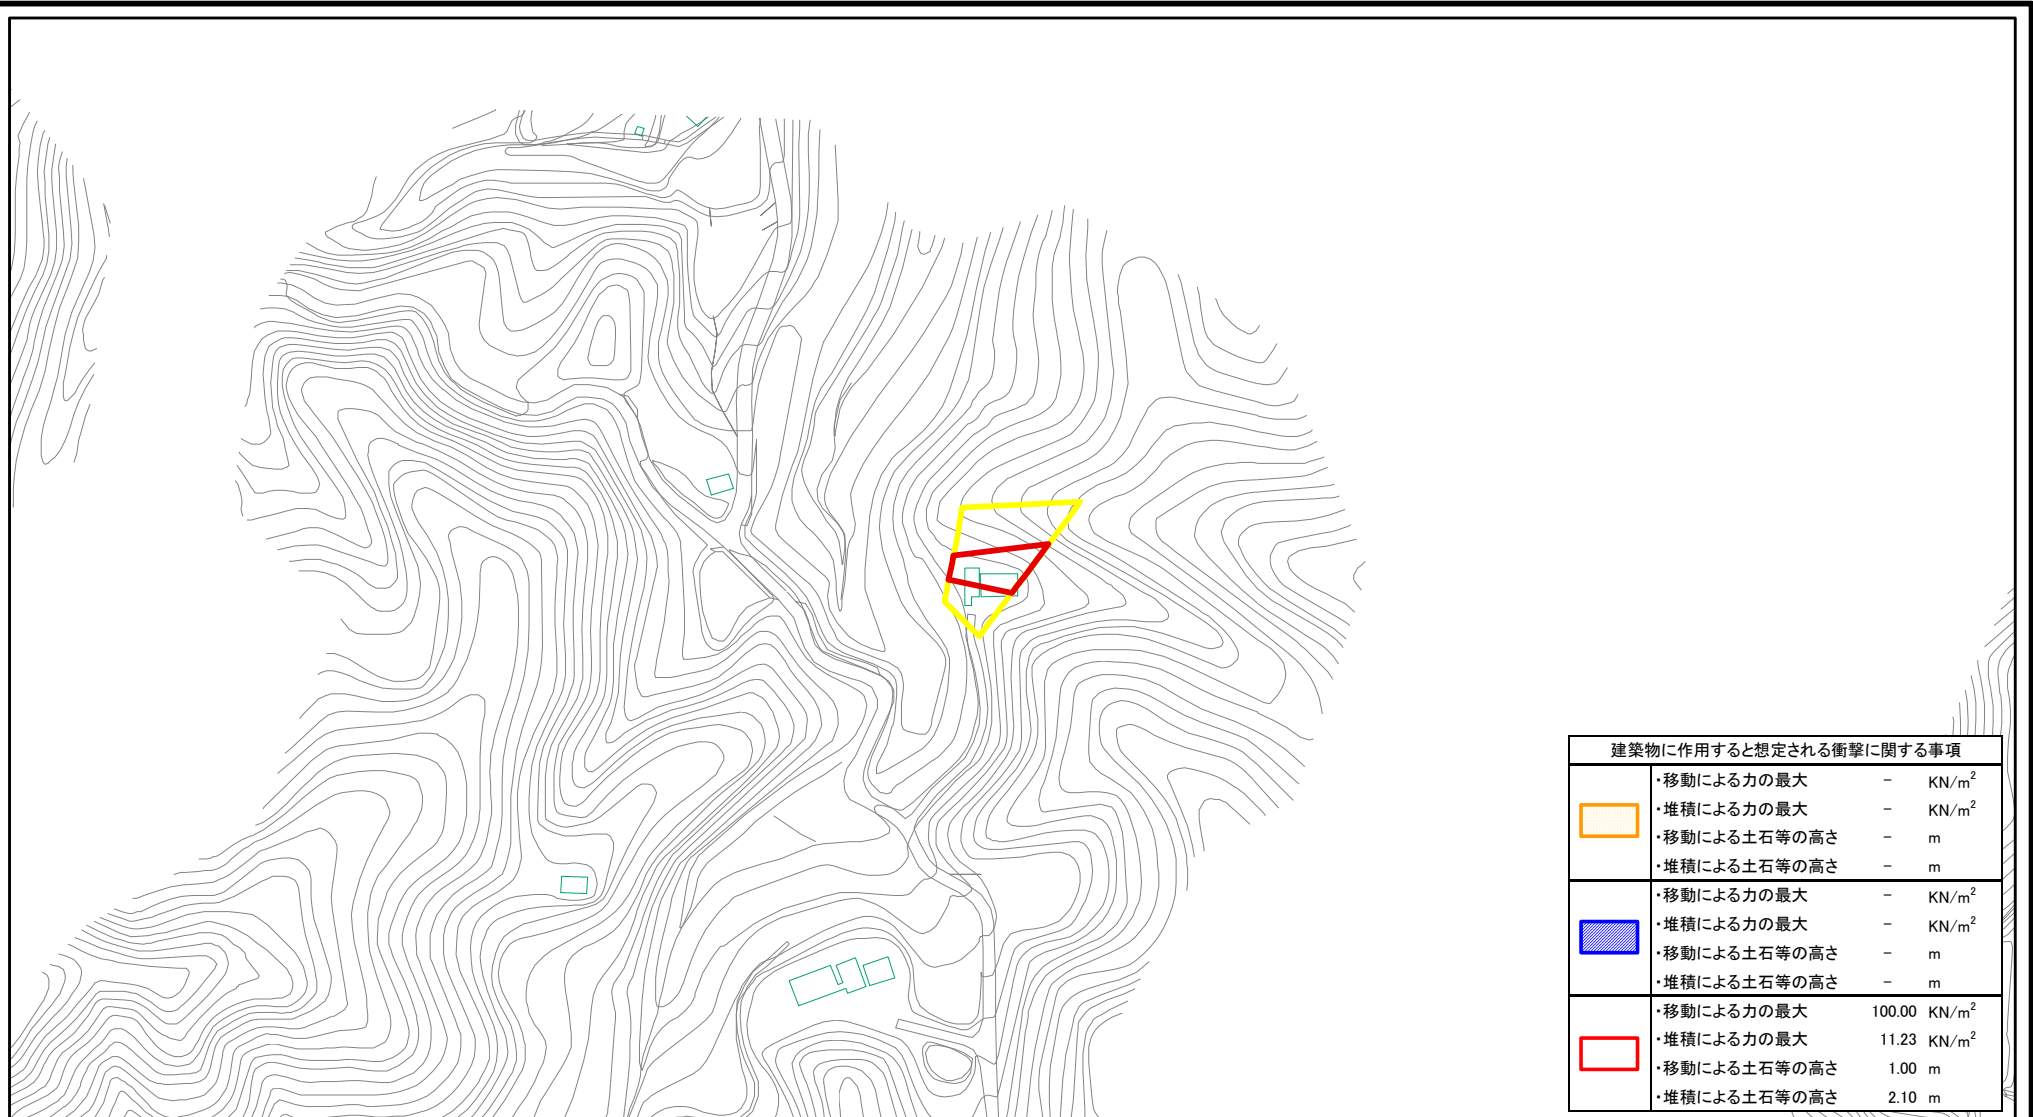 建築物に作用すると想定される衝撃に関する事項
・移動による力の最大 － KN/m²
・堆積による力の最大 － KN/m²
・移動による土石等の高さ － m
・堆積による土石等の高さ － m
・移動による力の最大 － KN/m²
・堆積による力の最大 － KN/m²
・移動による土石等の高さ － m
・堆積による土石等の高さ － m
・移動による力の最大 100.00 KN/m²
・堆積による力の最大 11.23 KN/m²
・移動による土石等の高さ 1.00 m
・堆積による土石等の高さ 2.10 m